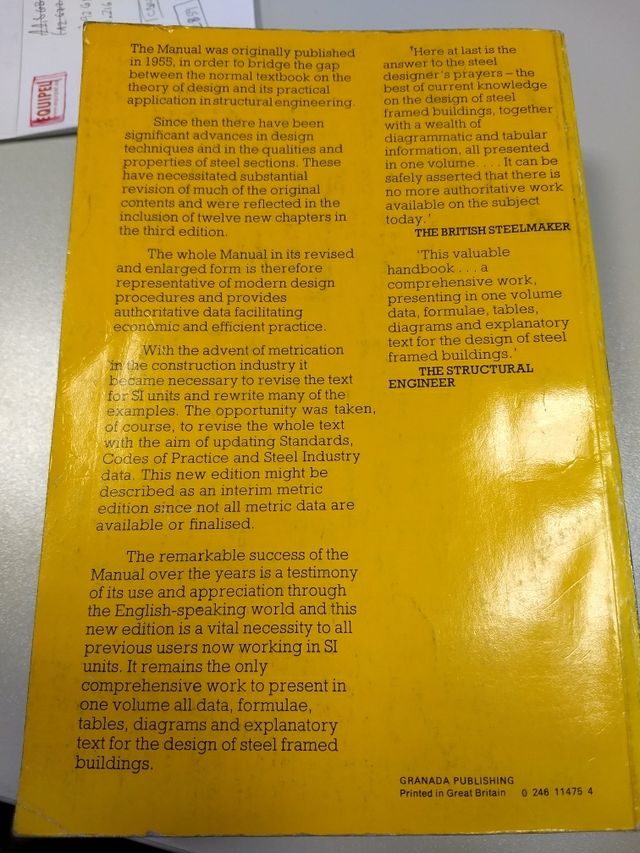 EQUIPEL
The Manual was originally published
in 1955, in order to bridge the gap
between the normal textbook on the
theory of design and its practical
application in structural engineering.
Since then there have been
significant advances in design
techniques and in the qualities and
properties of steel sections. These
have necessitated substantial
revision of much of the original
contents and were reflected in the
inclusion of twelve new chapters in
the third edition.
The whole Manual in its revised
and enlarged form is therefore
representative of modern design
procedures and provides
authoritative data facilitating
economic and efficient practice.
With the advent of metrication
in the construction industry it
became necessary to revise the text
for SI units and rewrite many of the
examples. The opportunity was taken,
of course, to revise the whole text
with the aim of updating Standards,
Codes of Practice and Steel Industry
data. This new edition might be
described as an interim metric
edition since not all metric data are
available or finalised.
The remarkable success of the
Manual over the years is a testimony
of its use and appreciation through
the English-speaking world and this
new edition is a vital necessity to all
previous users now working in SI
units. It remains the only
comprehensive work to present in
one volume all data, formulae,
tables, diagrams and explanatory
text for the design of steel framed
buildings.
'Here at last is the
answer to the steel
designer's prayers – the
best of current knowledge
on the design of steel
framed buildings, together
with a wealth of
diagrammatic and tabular
information, all presented
in one volume. . . . It can be
safely asserted that there is
no more authoritative work
available on the subject
today.'
THE BRITISH STEELMAKER
'This valuable
handbook . . . a
comprehensive work,
presenting in one volume
data, formulae, tables,
diagrams and explanatory
text for the design of steel
framed buildings.'
THE STRUCTURAL
ENGINEER
GRANADA PUBLISHING
Printed in Great Britain 0 246 11475 4